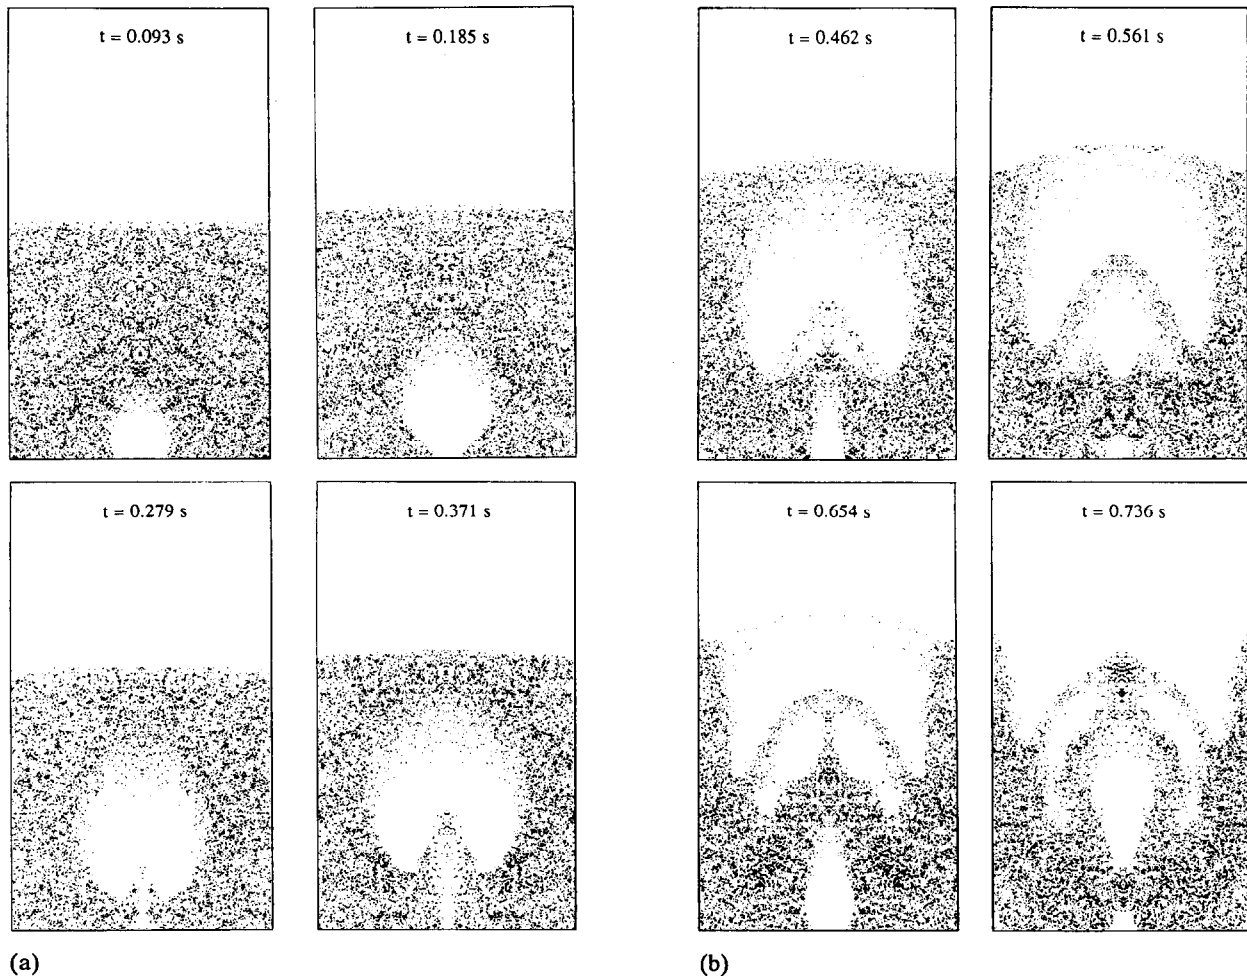 t = 0.093 s
t = 0.185 s
t = 0.279 s
t = 0.371 s
(a)
t = 0.462 s
t = 0.561 s
t = 0.654 s
t = 0.736 s
(b)